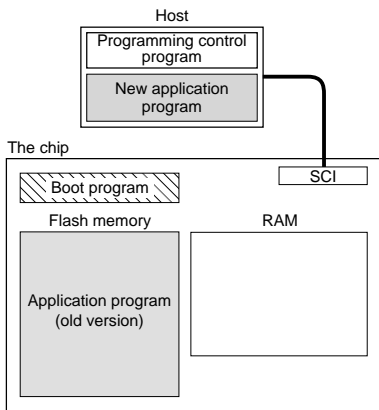 Host
Programming control
program
New application
program
The chip
SCI
Boot program
Flash memory
RAM
Application program
(old version)